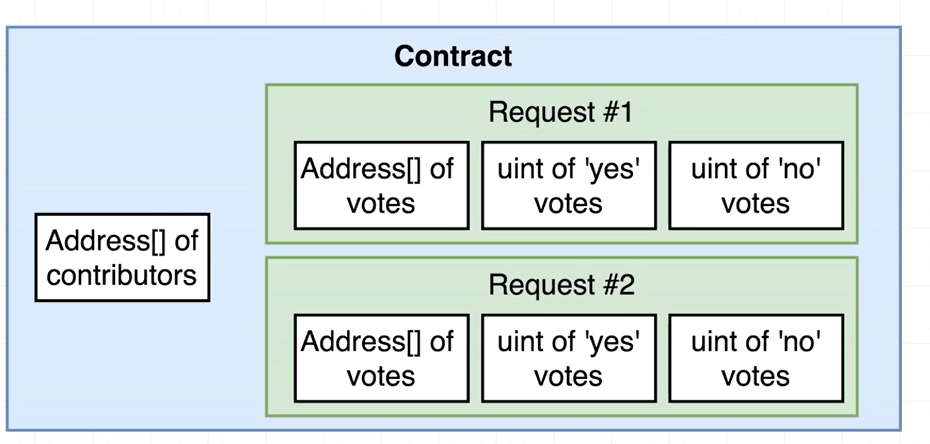 Contract
Address[] of
contributors
Request #1
Address[] of
votes
uint of 'yes'
votes
uint of 'no'
votes
Request #2
Address[] of
votes
uint of 'yes'
votes
uint of 'no'
votes